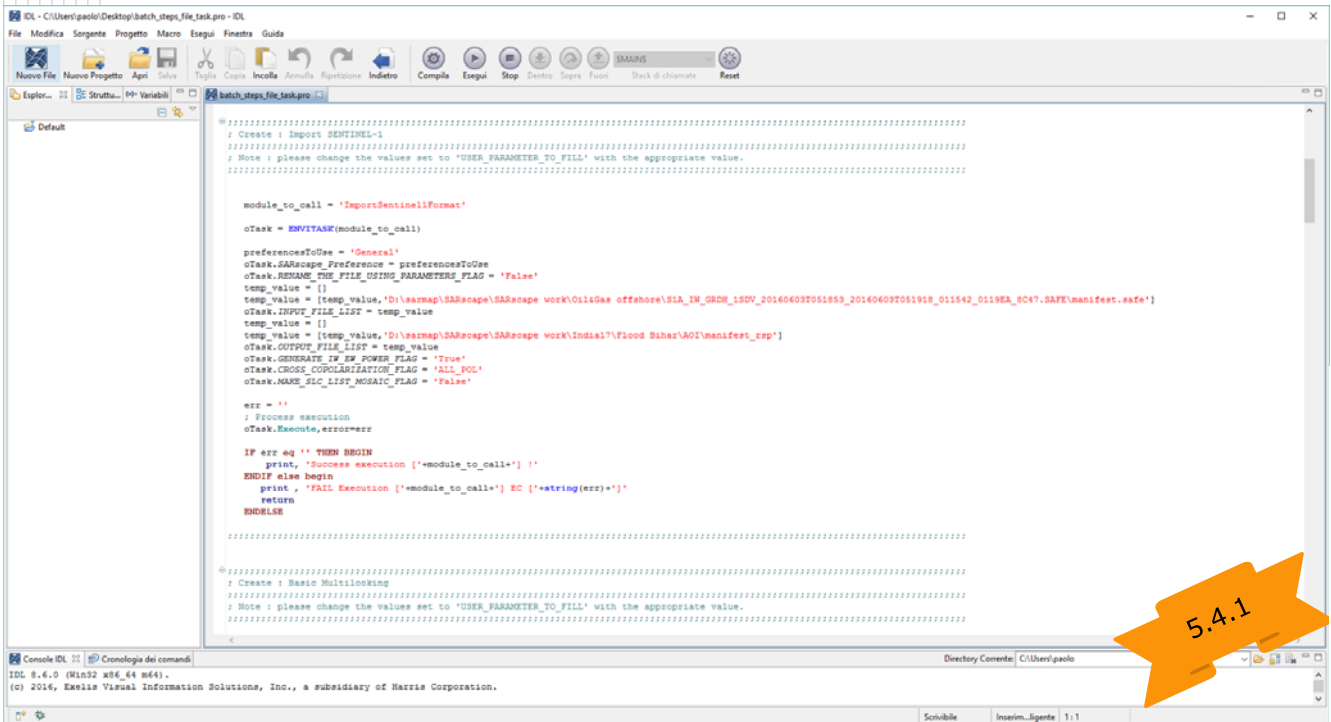 IDL - C:\Users\paolo\Desktop\batch_steps_file_task.pro - IDL
File Modifica Sorgente Progetto Macro Esegui Finestra Guida
$MAIN$
Nuovo File Nuovo Progetto Apri Salva Taglia Copia Incolla Annulla Ripetizione Indietro Compila Esegui Stop Dentro Sopra Fuori Stack di chiamate Reset
Esplor... Struttu... Variabili batch_steps_file_task.pro
Default
;;;;;;;;;;;;;;;;;;;;;;;;;;;;;;;;;;;;;;;;;;;;;;;;;;;;;;;;;;;;;;;;;;;;;;;;;;;;;;;;;;;;;;;;;;;;;;;;;;;;;;;;;;;;;;;;;;;;;;;;;;;;;;;;;;;;;;
; Create : Import SENTINEL-1
;;;;;;;;;;;;;;;;;;;;;;;;;;;;;;;;;;;;;;;;;;;;;;;;;;;;;;;;;;;;;;;;;;;;;;;;;;;;;;;;;;;;;;;;;;;;;;;;;;;;;;;;;;;;;;;;;;;;;;;;;;;;;;;;;;;;;;
; Note : please change the values set to 'USER_PARAMETER_TO_FILL' with the appropriate value.
;;;;;;;;;;;;;;;;;;;;;;;;;;;;;;;;;;;;;;;;;;;;;;;;;;;;;;;;;;;;;;;;;;;;;;;;;;;;;;;;;;;;;;;;;;;;;;;;;;;;;;;;;;;;;;;;;;;;;;;;;;;;;;;;;;;;;;
module_to_call = 'ImportSentinel1Format'
oTask = ENVITASK(module_to_call)
preferencesToUse = 'General'
oTask.SARscape_Preference = preferencesToUse
oTask.RENAME_THE_FILE_USING_PARAMETERS_FLAG = 'False'
temp_value = []
temp_value = [temp_value,'D:\sarmap\SARscape\SARscape work\Oil&Gas offshore\S1A_IW_GRDH_1SDV_20160603T051853_20160603T051918_011542_0119EA_8C47.SAFE\manifest.safe']
oTask.INPUT_FILE_LIST = temp_value
temp_value = []
temp_value = [temp_value,'D:\sarmap\SARscape\SARscape work\India17\Flood Bihar\AOI\manifest_rsp']
oTask.OUTPUT_FILE_LIST = temp_value
oTask.GENERATE_IW_EW_POWER_FLAG = 'True'
oTask.CROSS_COPOLARIZATION_FLAG = 'ALL_POL'
oTask.MAKE_SLC_LIST_MOSAIC_FLAG = 'False'
err = ''
; Process execution
oTask.Execute,error=err
IF err eq '' THEN BEGIN
print, 'Success execution ['+module_to_call+'] !'
ENDIF else begin
print , 'FAIL Execution ['+module_to_call+'] EC ['+string(err)+']'
return
ENDELSE
;;;;;;;;;;;;;;;;;;;;;;;;;;;;;;;;;;;;;;;;;;;;;;;;;;;;;;;;;;;;;;;;;;;;;;;;;;;;;;;;;;;;;;;;;;;;;;;;;;;;;;;;;;;;;;;;;;;;;;;;;;;;;;;;;;;;;;
;;;;;;;;;;;;;;;;;;;;;;;;;;;;;;;;;;;;;;;;;;;;;;;;;;;;;;;;;;;;;;;;;;;;;;;;;;;;;;;;;;;;;;;;;;;;;;;;;;;;;;;;;;;;;;;;;;;;;;;;;;;;;;;;;;;;;;
; Create : Basic Multilooking
;;;;;;;;;;;;;;;;;;;;;;;;;;;;;;;;;;;;;;;;;;;;;;;;;;;;;;;;;;;;;;;;;;;;;;;;;;;;;;;;;;;;;;;;;;;;;;;;;;;;;;;;;;;;;;;;;;;;;;;;;;;;;;;;;;;;;;
; Note : please change the values set to 'USER_PARAMETER_TO_FILL' with the appropriate value.
;;;;;;;;;;;;;;;;;;;;;;;;;;;;;;;;;;;;;;;;;;;;;;;;;;;;;;;;;;;;;;;;;;;;;;;;;;;;;;;;;;;;;;;;;;;;;;;;;;;;;;;;;;;;;;;;;;;;;;;;;;;;;;;;;;;;;;
5.4.1
Console IDL Cronologia dei comandi Directory Corrente: C:\Users\paolo
IDL 8.6.0 (Win32 x86_64 m64).
(c) 2016, Exelis Visual Information Solutions, Inc., a subsidiary of Harris Corporation.
Scrivibile Inserim...ligente 1:1